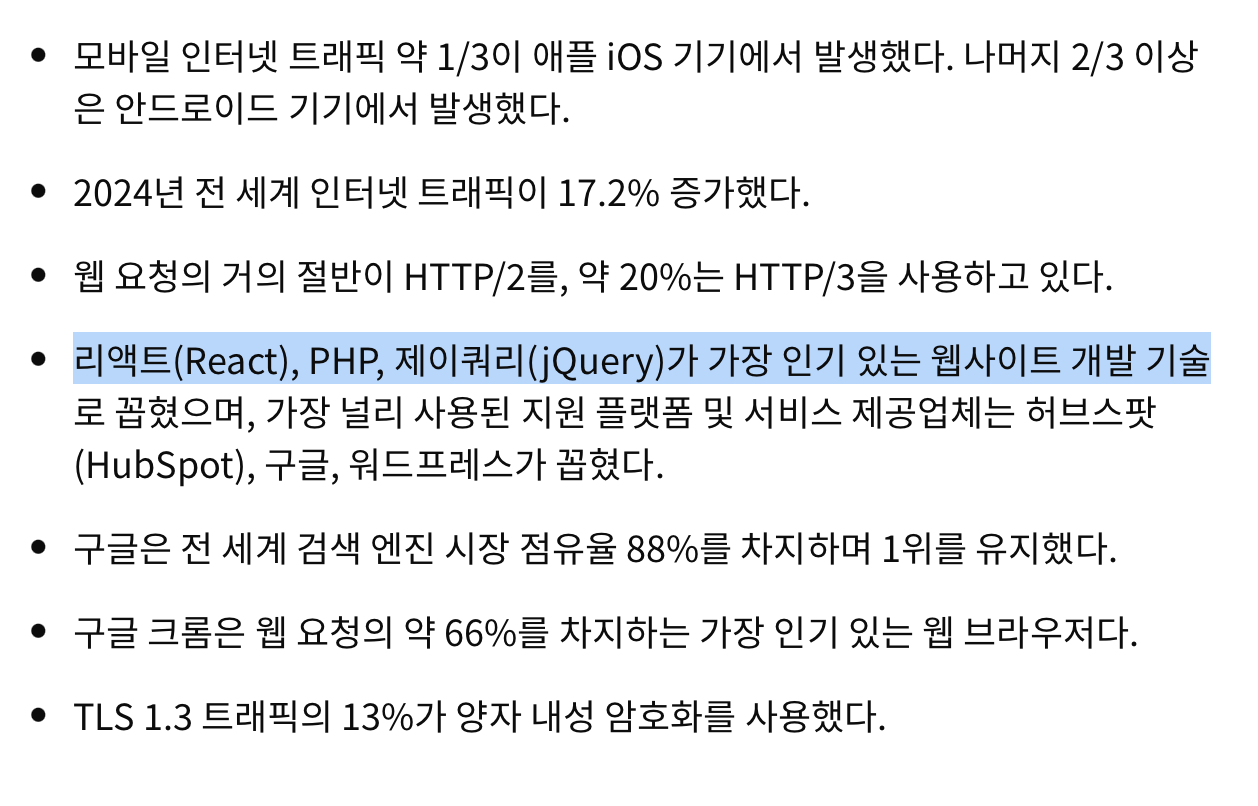 • 모바일 인터넷 트래픽 약 1/3이 애플 iOS 기기에서 발생했다. 나머지 2/3 이상
은 안드로이드 기기에서 발생했다.
• 2024년 전 세계 인터넷 트래픽이 17.2% 증가했다.
• 웹 요청의 거의 절반이 HTTP/2를, 약 20%는 HTTP/3을 사용하고 있다.
• 리액트(React), PHP, 제이쿼리(jQuery)가 가장 인기 있는 웹사이트 개발 기술
로 꼽혔으며, 가장 널리 사용된 지원 플랫폼 및 서비스 제공업체는 허브스팟
(HubSpot), 구글, 워드프레스가 꼽혔다.
• 구글은 전 세계 검색 엔진 시장 점유율 88%를 차지하며 1위를 유지했다.
• 구글 크롬은 웹 요청의 약 66%를 차지하는 가장 인기 있는 웹 브라우저다.
• TLS 1.3 트래픽의 13%가 양자 내성 암호화를 사용했다.